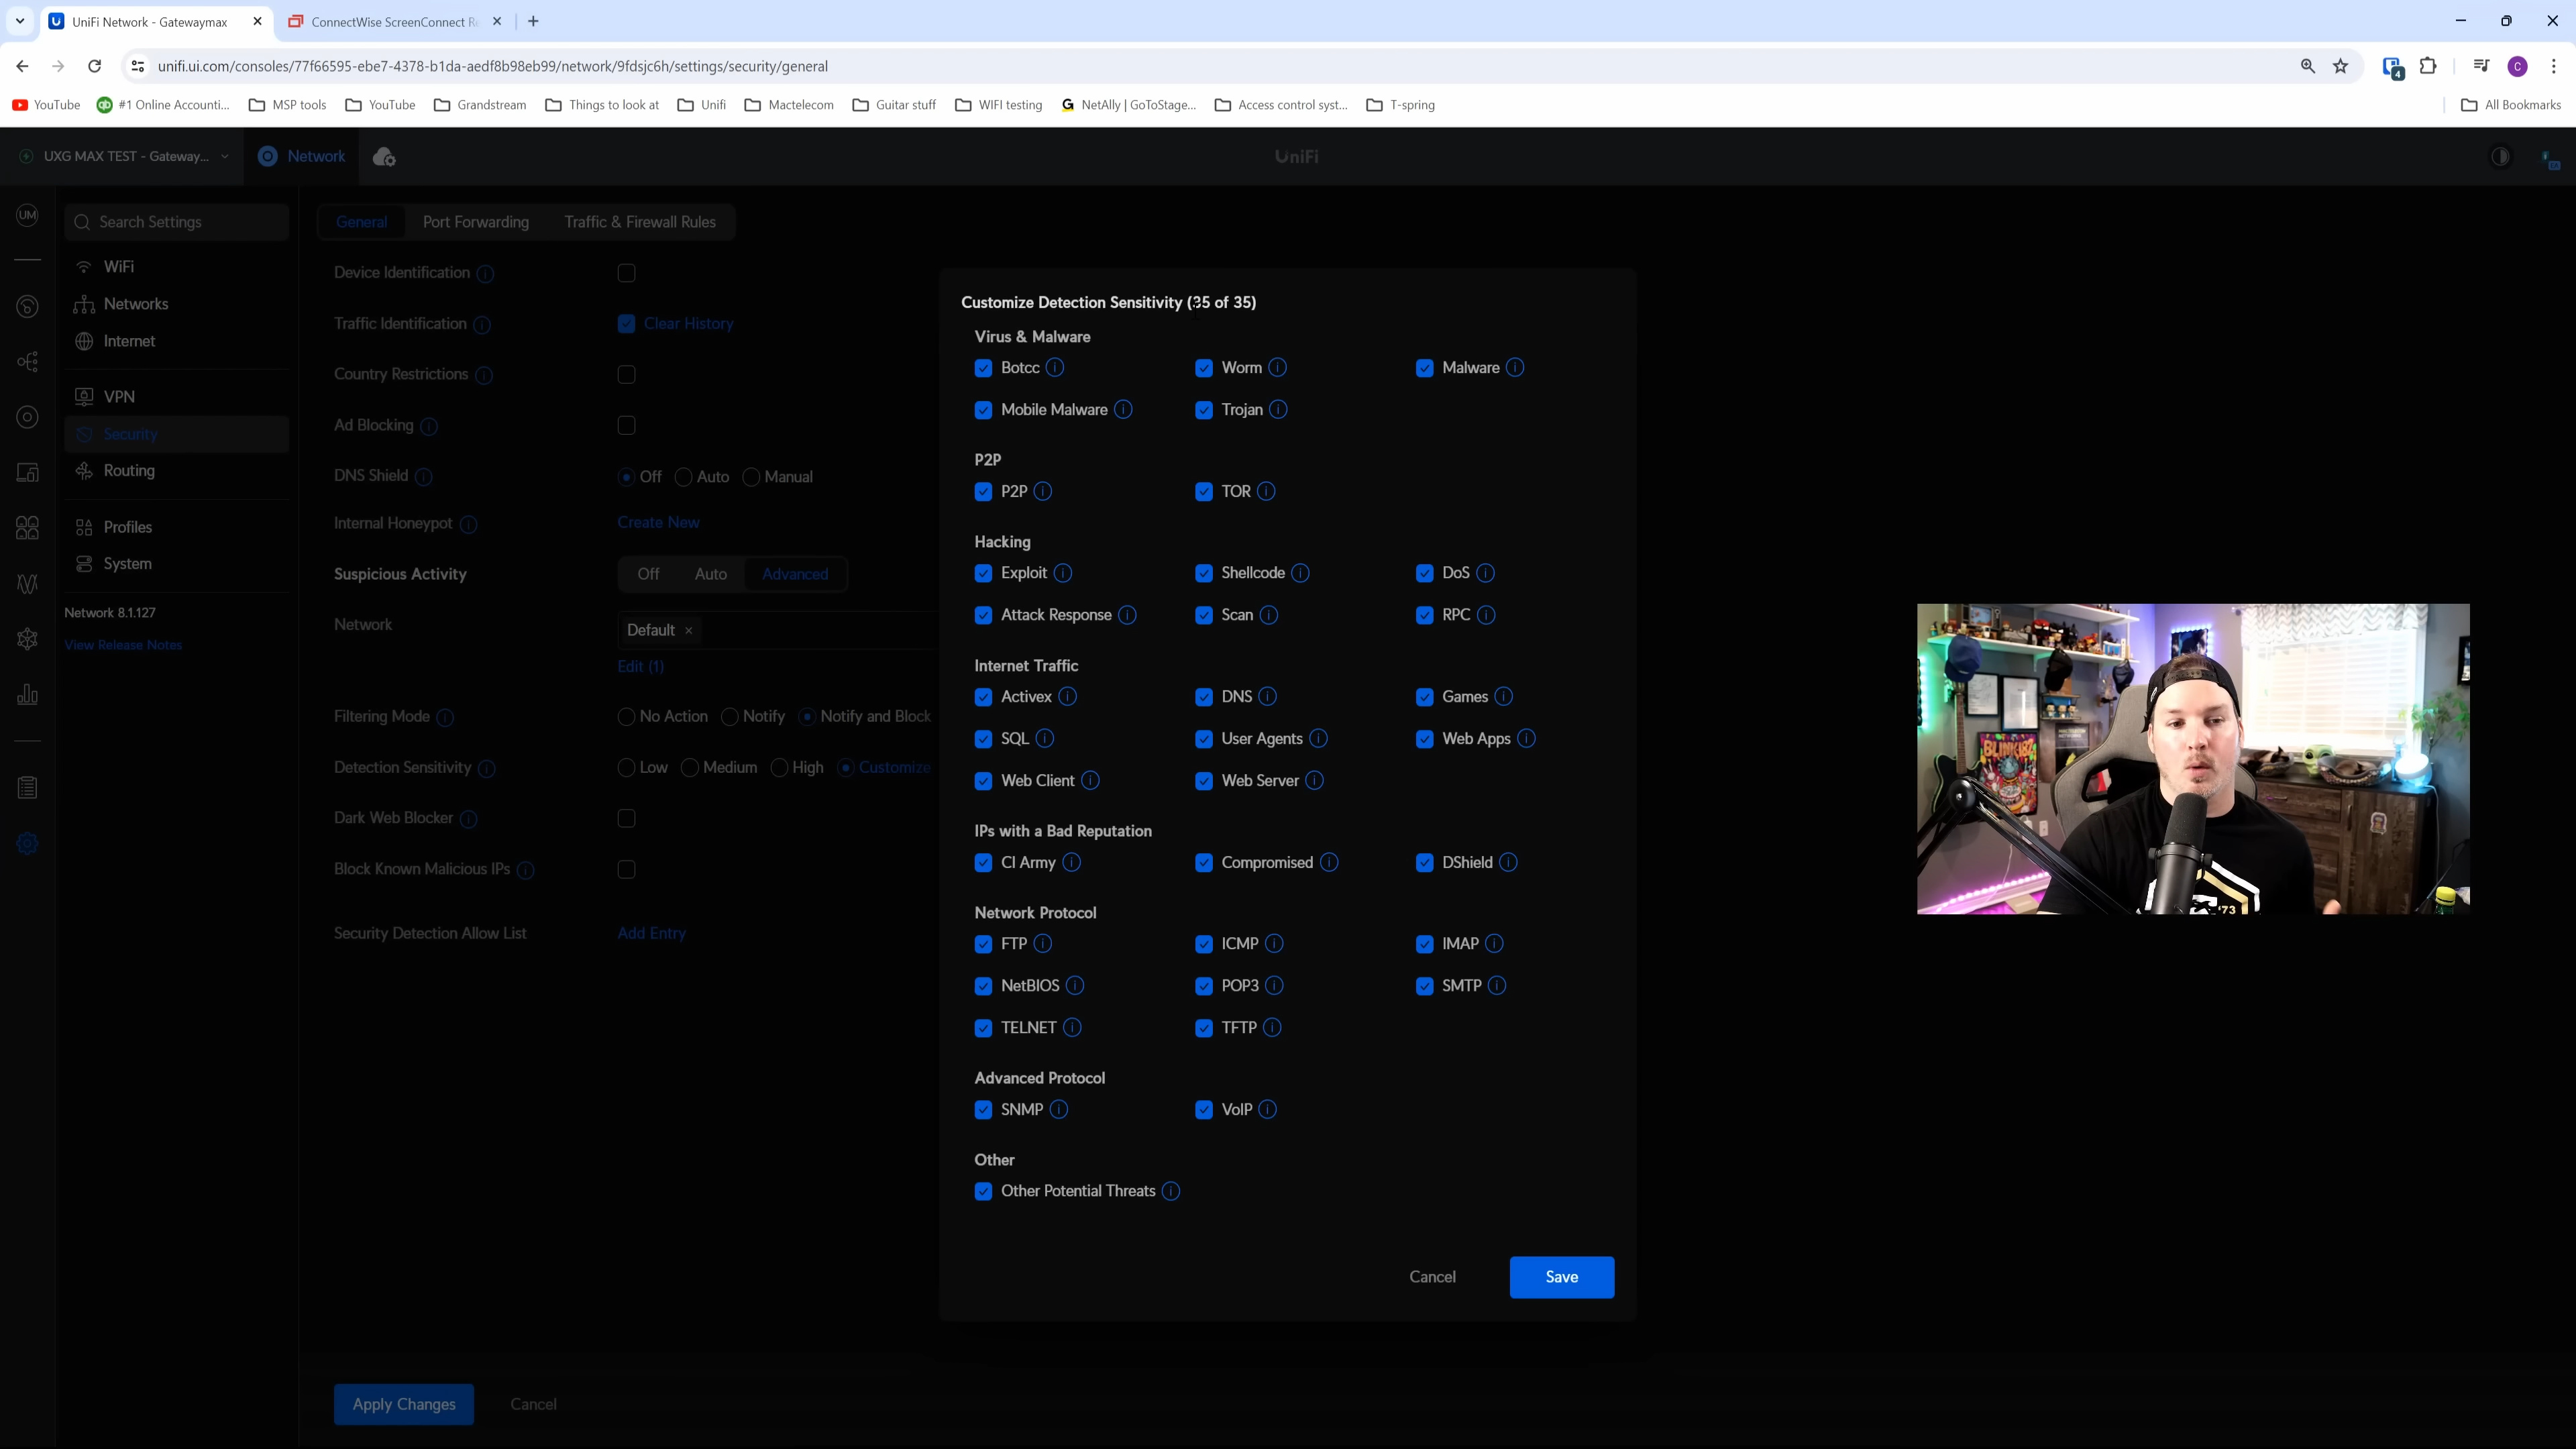 UniFi Network - Gatewaymax
ConnectWise ScreenConnect Re
unifi.ui.com/consoles/77f66595-ebe7-4378-b1da-aedf8b98eb99/network/9fdsjc6h/settings/security/general
4
C
YouTube
#1 Online Accounti...
MSP tools
YouTube
Grandstream
Things to look at
Unifi
Mactelecom
Guitar stuff
WIFI testing
NetAlly | GoToStage...
Access control syst...
T-spring
All Bookmarks
UXG MAX TEST - Gateway...
Network
UniFi
UM
Search Settings
WiFi
Networks
Internet
VPN
Security
Routing
Profiles
System
Network 8.1.127
View Release Notes
General Port Forwarding Traffic & Firewall Rules
Device Identification
Traffic Identification Clear History
Country Restrictions
Ad Blocking
DNS Shield Off Auto Manual
Internal Honeypot Create New
Suspicious Activity Off Auto Advanced
Network Default ×
Edit (1)
Filtering Mode No Action Notify Notify and Block
Detection Sensitivity Low Medium High Customize
Dark Web Blocker
Block Known Malicious IPs
Security Detection Allow List Add Entry
Apply Changes Cancel
Customize Detection Sensitivity (35 of 35)
Virus & Malware
Botcc Worm Malware
Mobile Malware Trojan
P2P
P2P TOR
Hacking
Exploit Shellcode DoS
Attack Response Scan RPC
Internet Traffic
Activex DNS Games
SQL User Agents Web Apps
Web Client Web Server
IPs with a Bad Reputation
CI Army Compromised DShield
Network Protocol
FTP ICMP IMAP
NetBIOS POP3 SMTP
TELNET TFTP
Advanced Protocol
SNMP VoIP
Other
Other Potential Threats
Cancel Save
BLINK182
'73